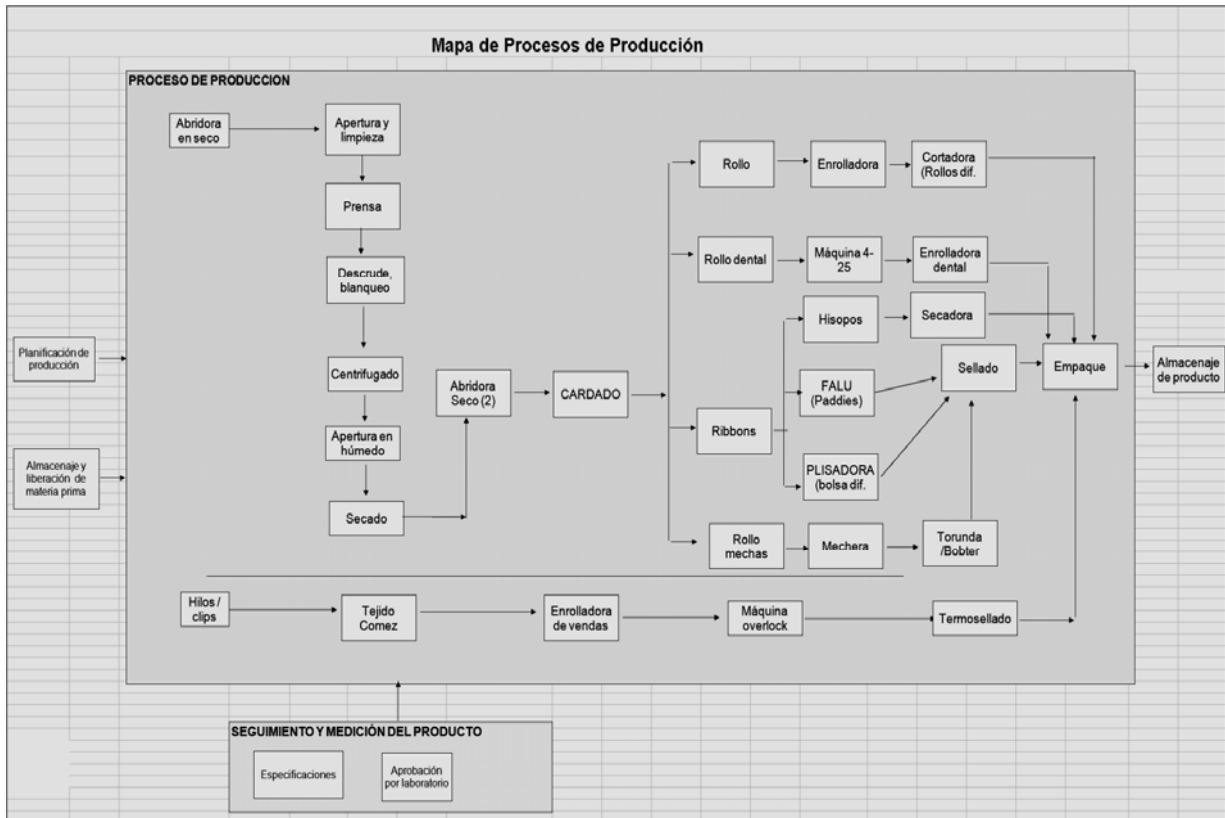 Mapa de Procesos de Producción
PROCESO DE PRODUCCION
Abridora
en seco
Apertura y
limpieza
Prensa
Descrude,
blanqueo
Centrifugado
Apertura en
húmedo
Secado
Abridora
Seco (2)
CARDADO
Rollo
Enrolladora
Cortadora
(Rollos dif.
Rollo dental
Máquina 4-
25
Enrolladora
dental
Hisopos
Secadora
Ribbons
FALU
(Paddies)
PLISADORA
(bolsa dif.
Sellado
Rollo
mechas
Mechera
Torunda
/Bobter
Empaque
Almacenaje
de producto
Planificación de
producción
Almacenaje y
liberación de
materia prima
Hilos /
clips
Tejido
Comez
Enrolladora
de vendas
Máquina
overlock
Termosellado
SEGUIMIENTO Y MEDICIÓN DEL PRODUCTO
Especificaciones
Aprobación
por laboratorio